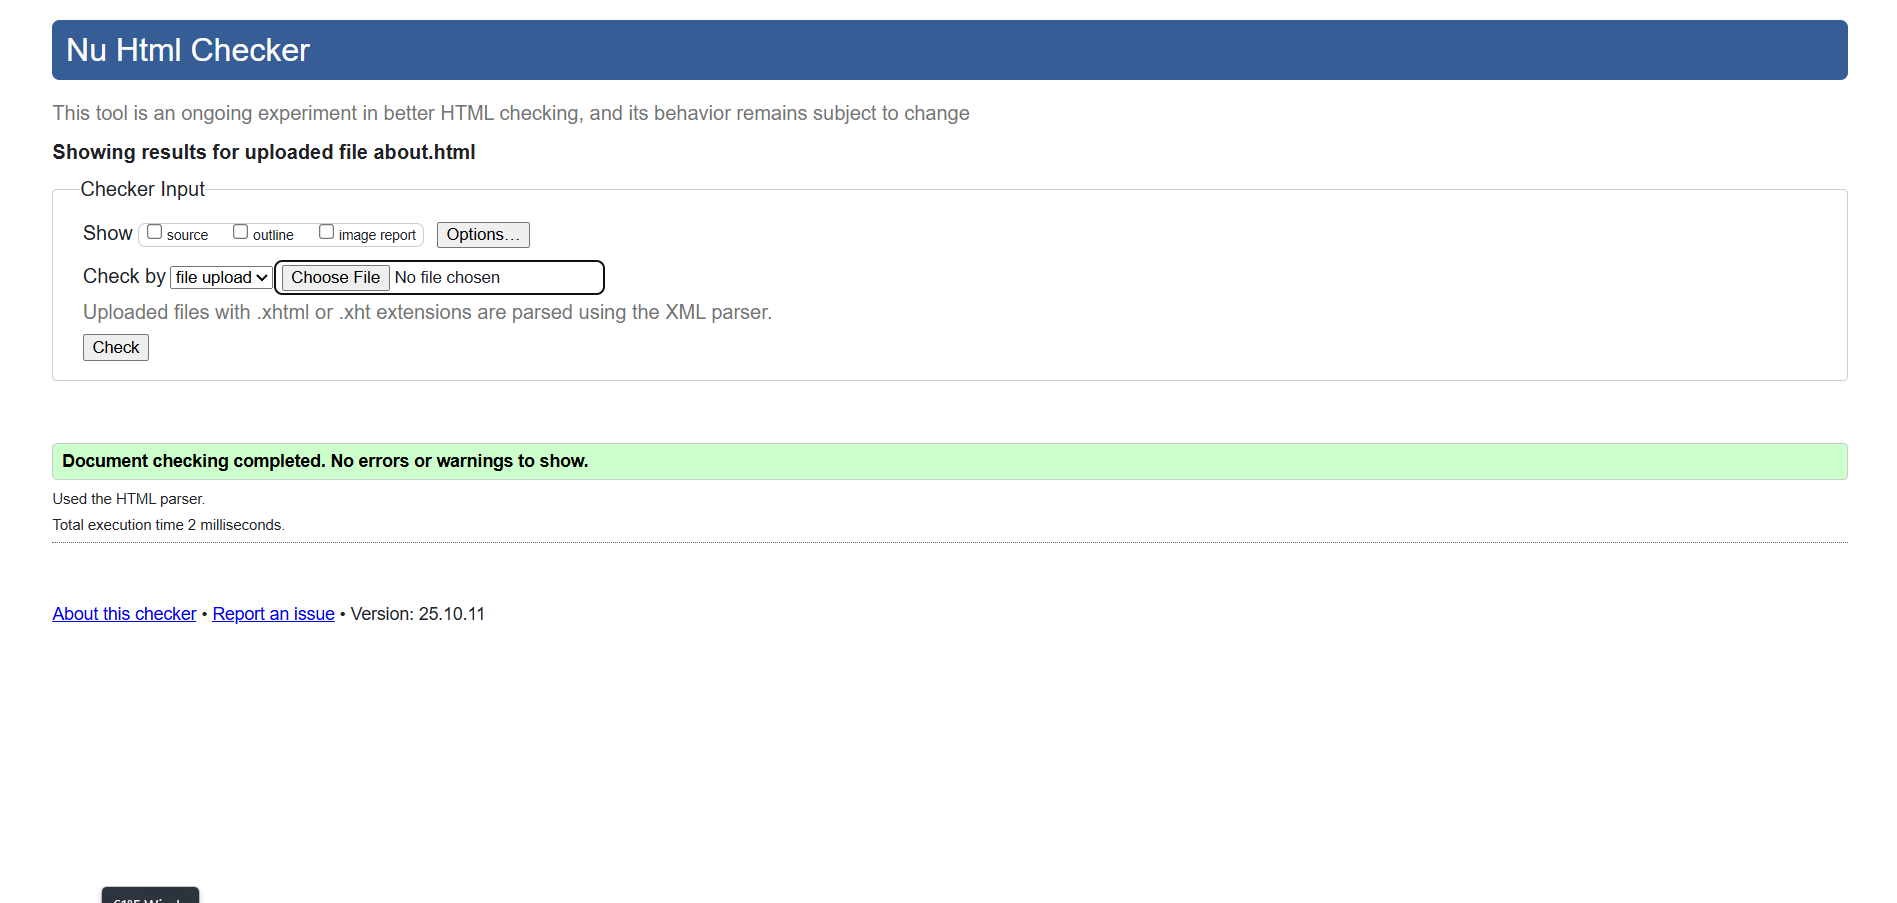 Nu Html Checker
This tool is an ongoing experiment in better HTML checking, and its behavior remains subject to change
Showing results for uploaded file about.html
Checker Input
Show source outline image report Options…
Check by file upload Choose File No file chosen
Uploaded files with .xhtml or .xht extensions are parsed using the XML parser.
Check
Document checking completed. No errors or warnings to show.
Used the HTML parser.
Total execution time 2 milliseconds.
About this checker • Report an issue • Version: 25.10.11